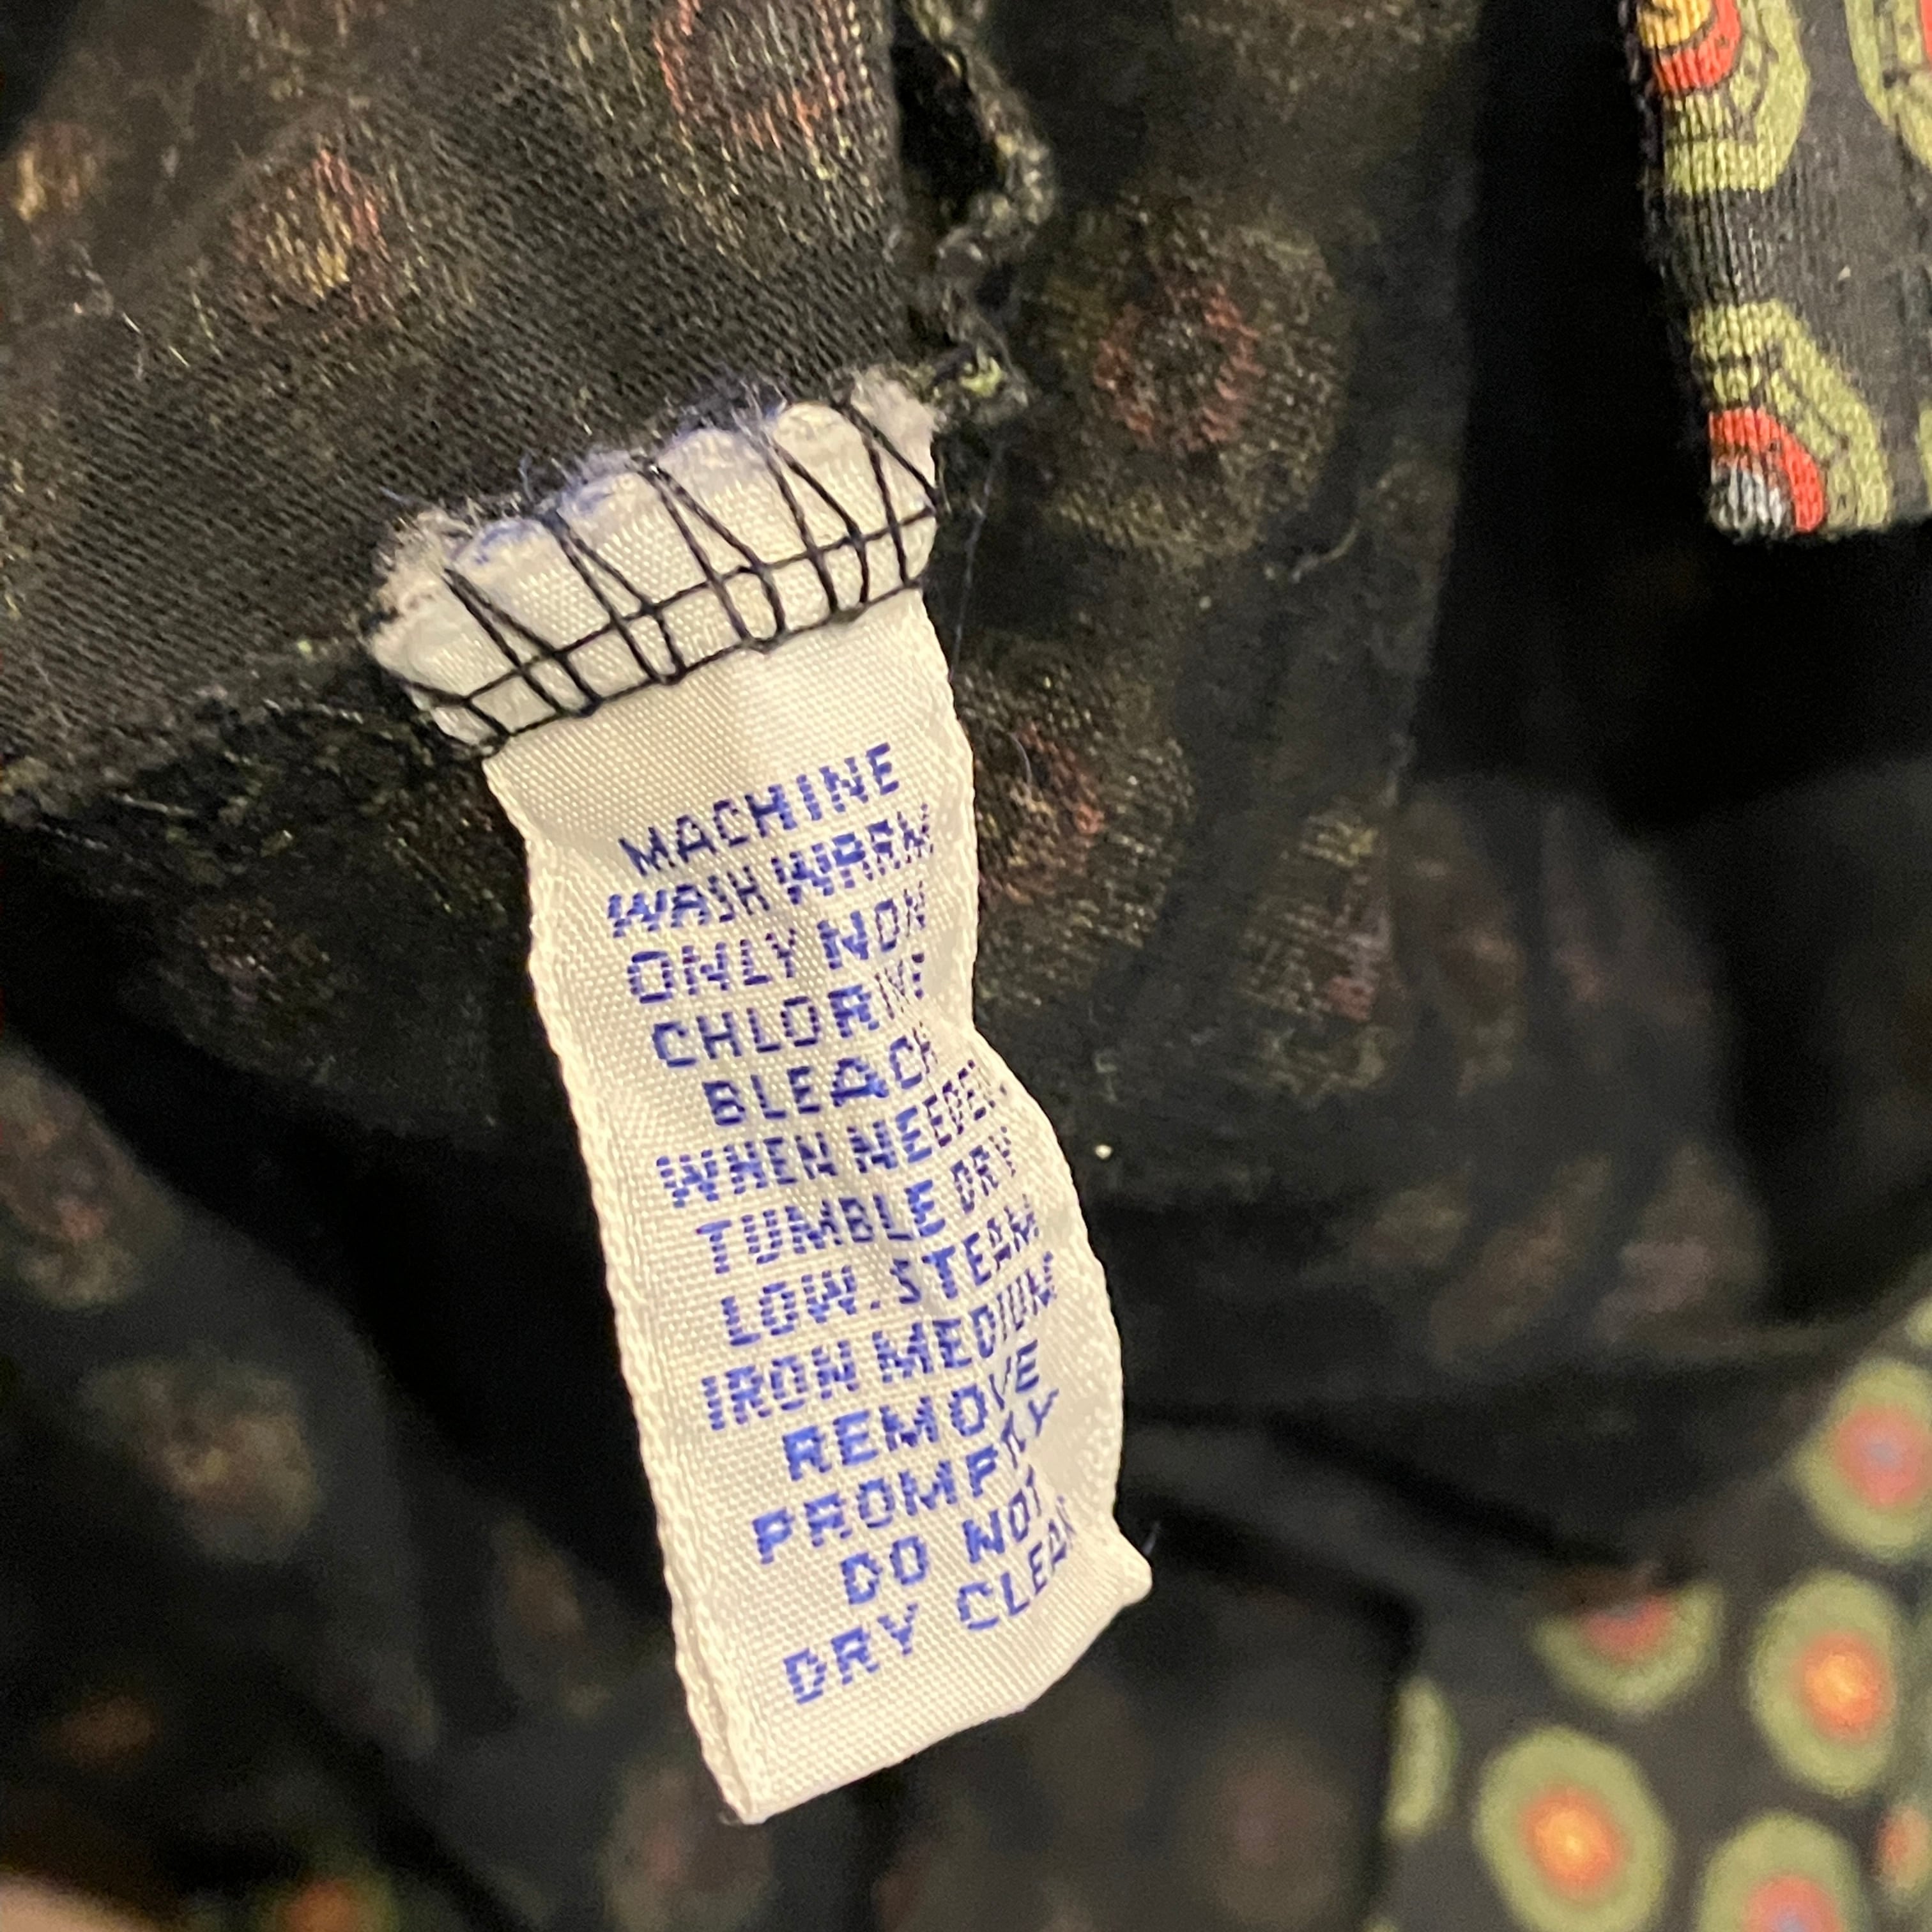 MACHINE
WASH WARM
ONLY NON
CHLORINE
BLEACH
WHEN NEEDED.
TUMBLE DRY
LOW. STEAM
IRON MEDIUM
REMOVE
PROMPTLY
DO NOT
DRY CLEAN